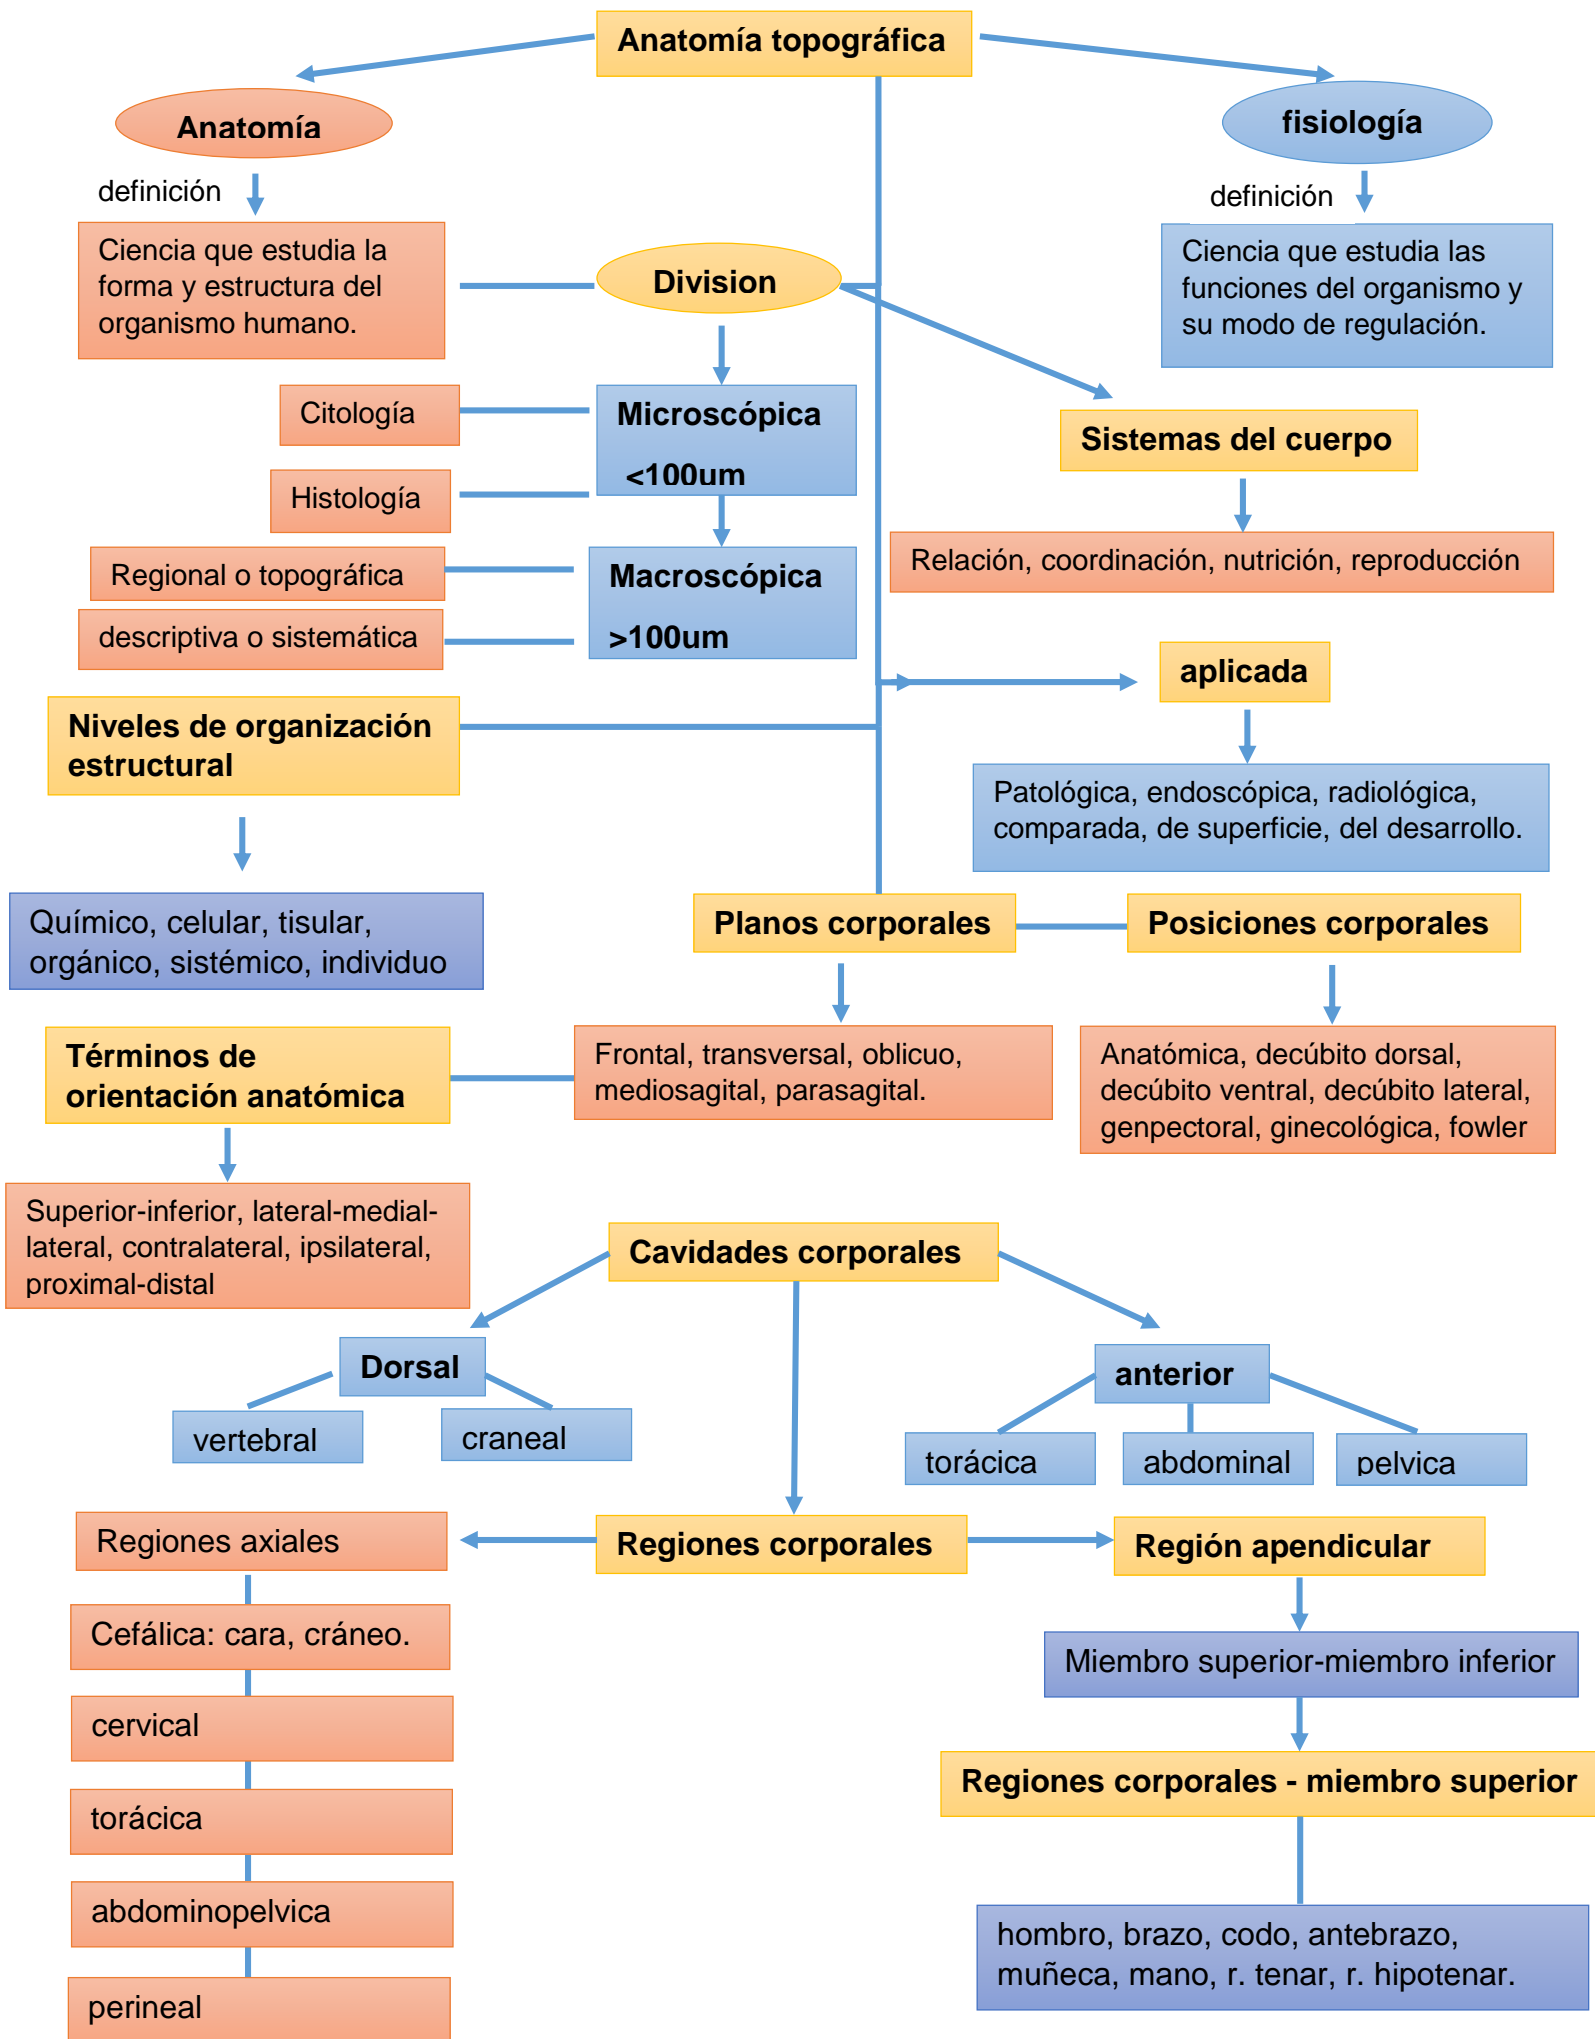 Anatomía topográfica
Anatomía
fisiología
definición
definición
Ciencia que estudia la
forma y estructura del
organismo humano.
Division
Ciencia que estudia las
funciones del organismo y
su modo de regulación.
Citología
Microscópica
<100um
Histología
Sistemas del cuerpo
Relación, coordinación, nutrición, reproducción
Regional o topográfica
Macroscópica
>100um
descriptiva o sistemática
aplicada
Niveles de organización
estructural
Patológica, endoscópica, radiológica,
comparada, de superficie, del desarrollo.
Químico, celular, tisular,
orgánico, sistémico, individuo
Planos corporales
Posiciones corporales
Términos de
orientación anatómica
Frontal, transversal, oblicuo,
mediosagital, parasagital.
Anatómica, decúbito dorsal,
decúbito ventral, decúbito lateral,
genpectoral, ginecológica, fowler
Superior-inferior, lateral-medial-
lateral, contralateral, ipsilateral,
proximal-distal
Cavidades corporales
Dorsal
anterior
vertebral
craneal
torácica
abdominal
pelvica
Regiones axiales
Regiones corporales
Región apendicular
Cefálica: cara, cráneo.
Miembro superior-miembro inferior
cervical
Regiones corporales - miembro superior
torácica
abdominopelvica
hombro, brazo, codo, antebrazo,
muñeca, mano, r. tenar, r. hipotenar.
perineal